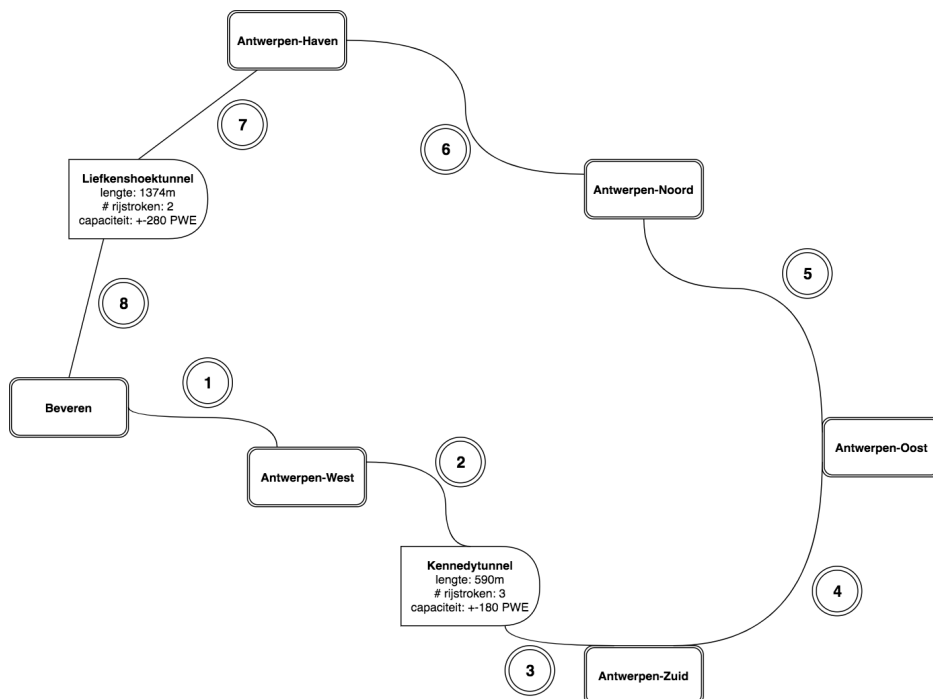 Antwerpen-Haven
7
6
Liefkenshoektunnel
lengte: 1374m
# rijstroken: 2
capaciteit: +-280 PWE
Antwerpen-Noord
5
8
1
Beveren
Antwerpen-West
2
Antwerpen-Oost
Kennedytunnel
lengte: 590m
# rijstroken: 3
capaciteit: +-180 PWE
4
3
Antwerpen-Zuid